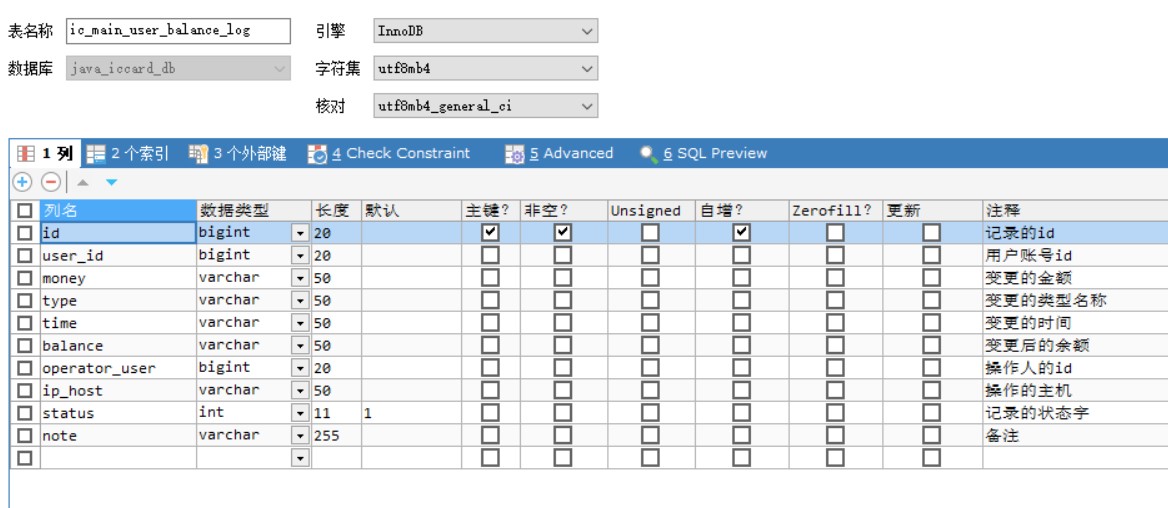 表名称 ic_main_user_balance_log 引擎 InnoDB
数据库 java_iccard_db 字符集 utf8mb4
核对 utf8mb4_general_ci
1 列 2 个索引 3 个外部键 4 Check Constraint 5 Advanced 6 SQL Preview
列名 数据类型 长度 默认 主键? 非空? Unsigned 自增? Zerofill? 更新 注释
id bigint 20 记录的id
user_id bigint 20 用户账号id
money varchar 50 变更的金额
type varchar 50 变更的类型名称
time varchar 50 变更的时间
balance varchar 50 变更后的余额
operator_user bigint 20 操作人的id
ip_host varchar 50 操作的主机
status int 11 1 记录的状态字
note varchar 255 备注